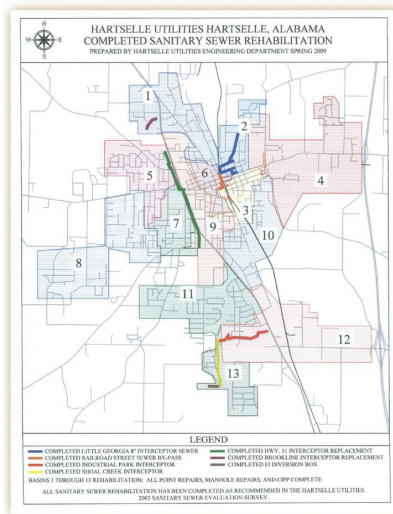 HARTSELLE UTILITIES HARTSELLE, ALABAMA
COMPLETED SANITARY SEWER REHABILITATION
PREPARED BY HARTSELLE UTILITIES ENGINEERING DEPARTMENT SPRING 2009
N
W
E
S
1
2
4
5
6
3
7
9
10
8
11
12
13
LEGEND
COMPLETED LITTLE GEORGIA 8" INTERCEPTOR SEWER
COMPLETED HWY. 31 INTERCEPTOR REPLACEMENT
COMPLETED RAILROAD STREET SEWER BY-PASS
COMPLETED BROOKLINE INTERCEPTOR REPLACEMENT
COMPLETED INDUSTRIAL PARK INTERCEPTOR
COMPLETED EI DIVERSION BOX
COMPLETED SHOAL CREEK INTERCEPTOR
BASINS 1 THROUGH 13 REHABILITATION: ALL POINT REPAIRS, MANHOLE REPAIRS, AND CIPP COMPLETE
ALL SANITARY SEWER REHABILITATION HAS BEEN COMPLETED AS RECOMMENDED IN THE HARTSELLE UTILITIES
2003 SANITARY SEWER EVALUATION SURVEY.